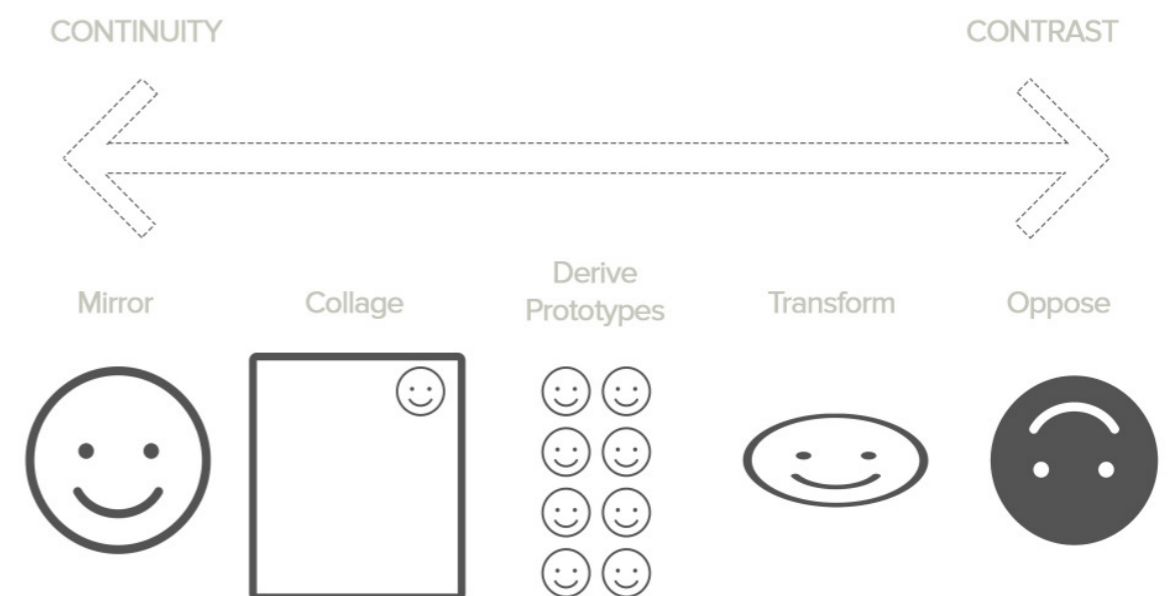 CONTINUITY
CONTRAST
Mirror
Collage
Derive
Prototypes
Transform
Oppose